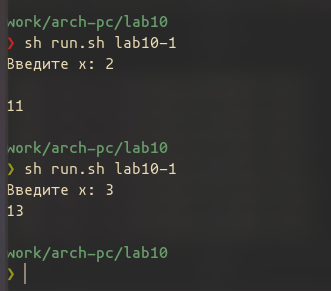 work/arch-pc/lab10
❯ sh run.sh lab10-1
Введите x: 2
11
work/arch-pc/lab10
❯ sh run.sh lab10-1
Введите x: 3
13
work/arch-pc/lab10
❯